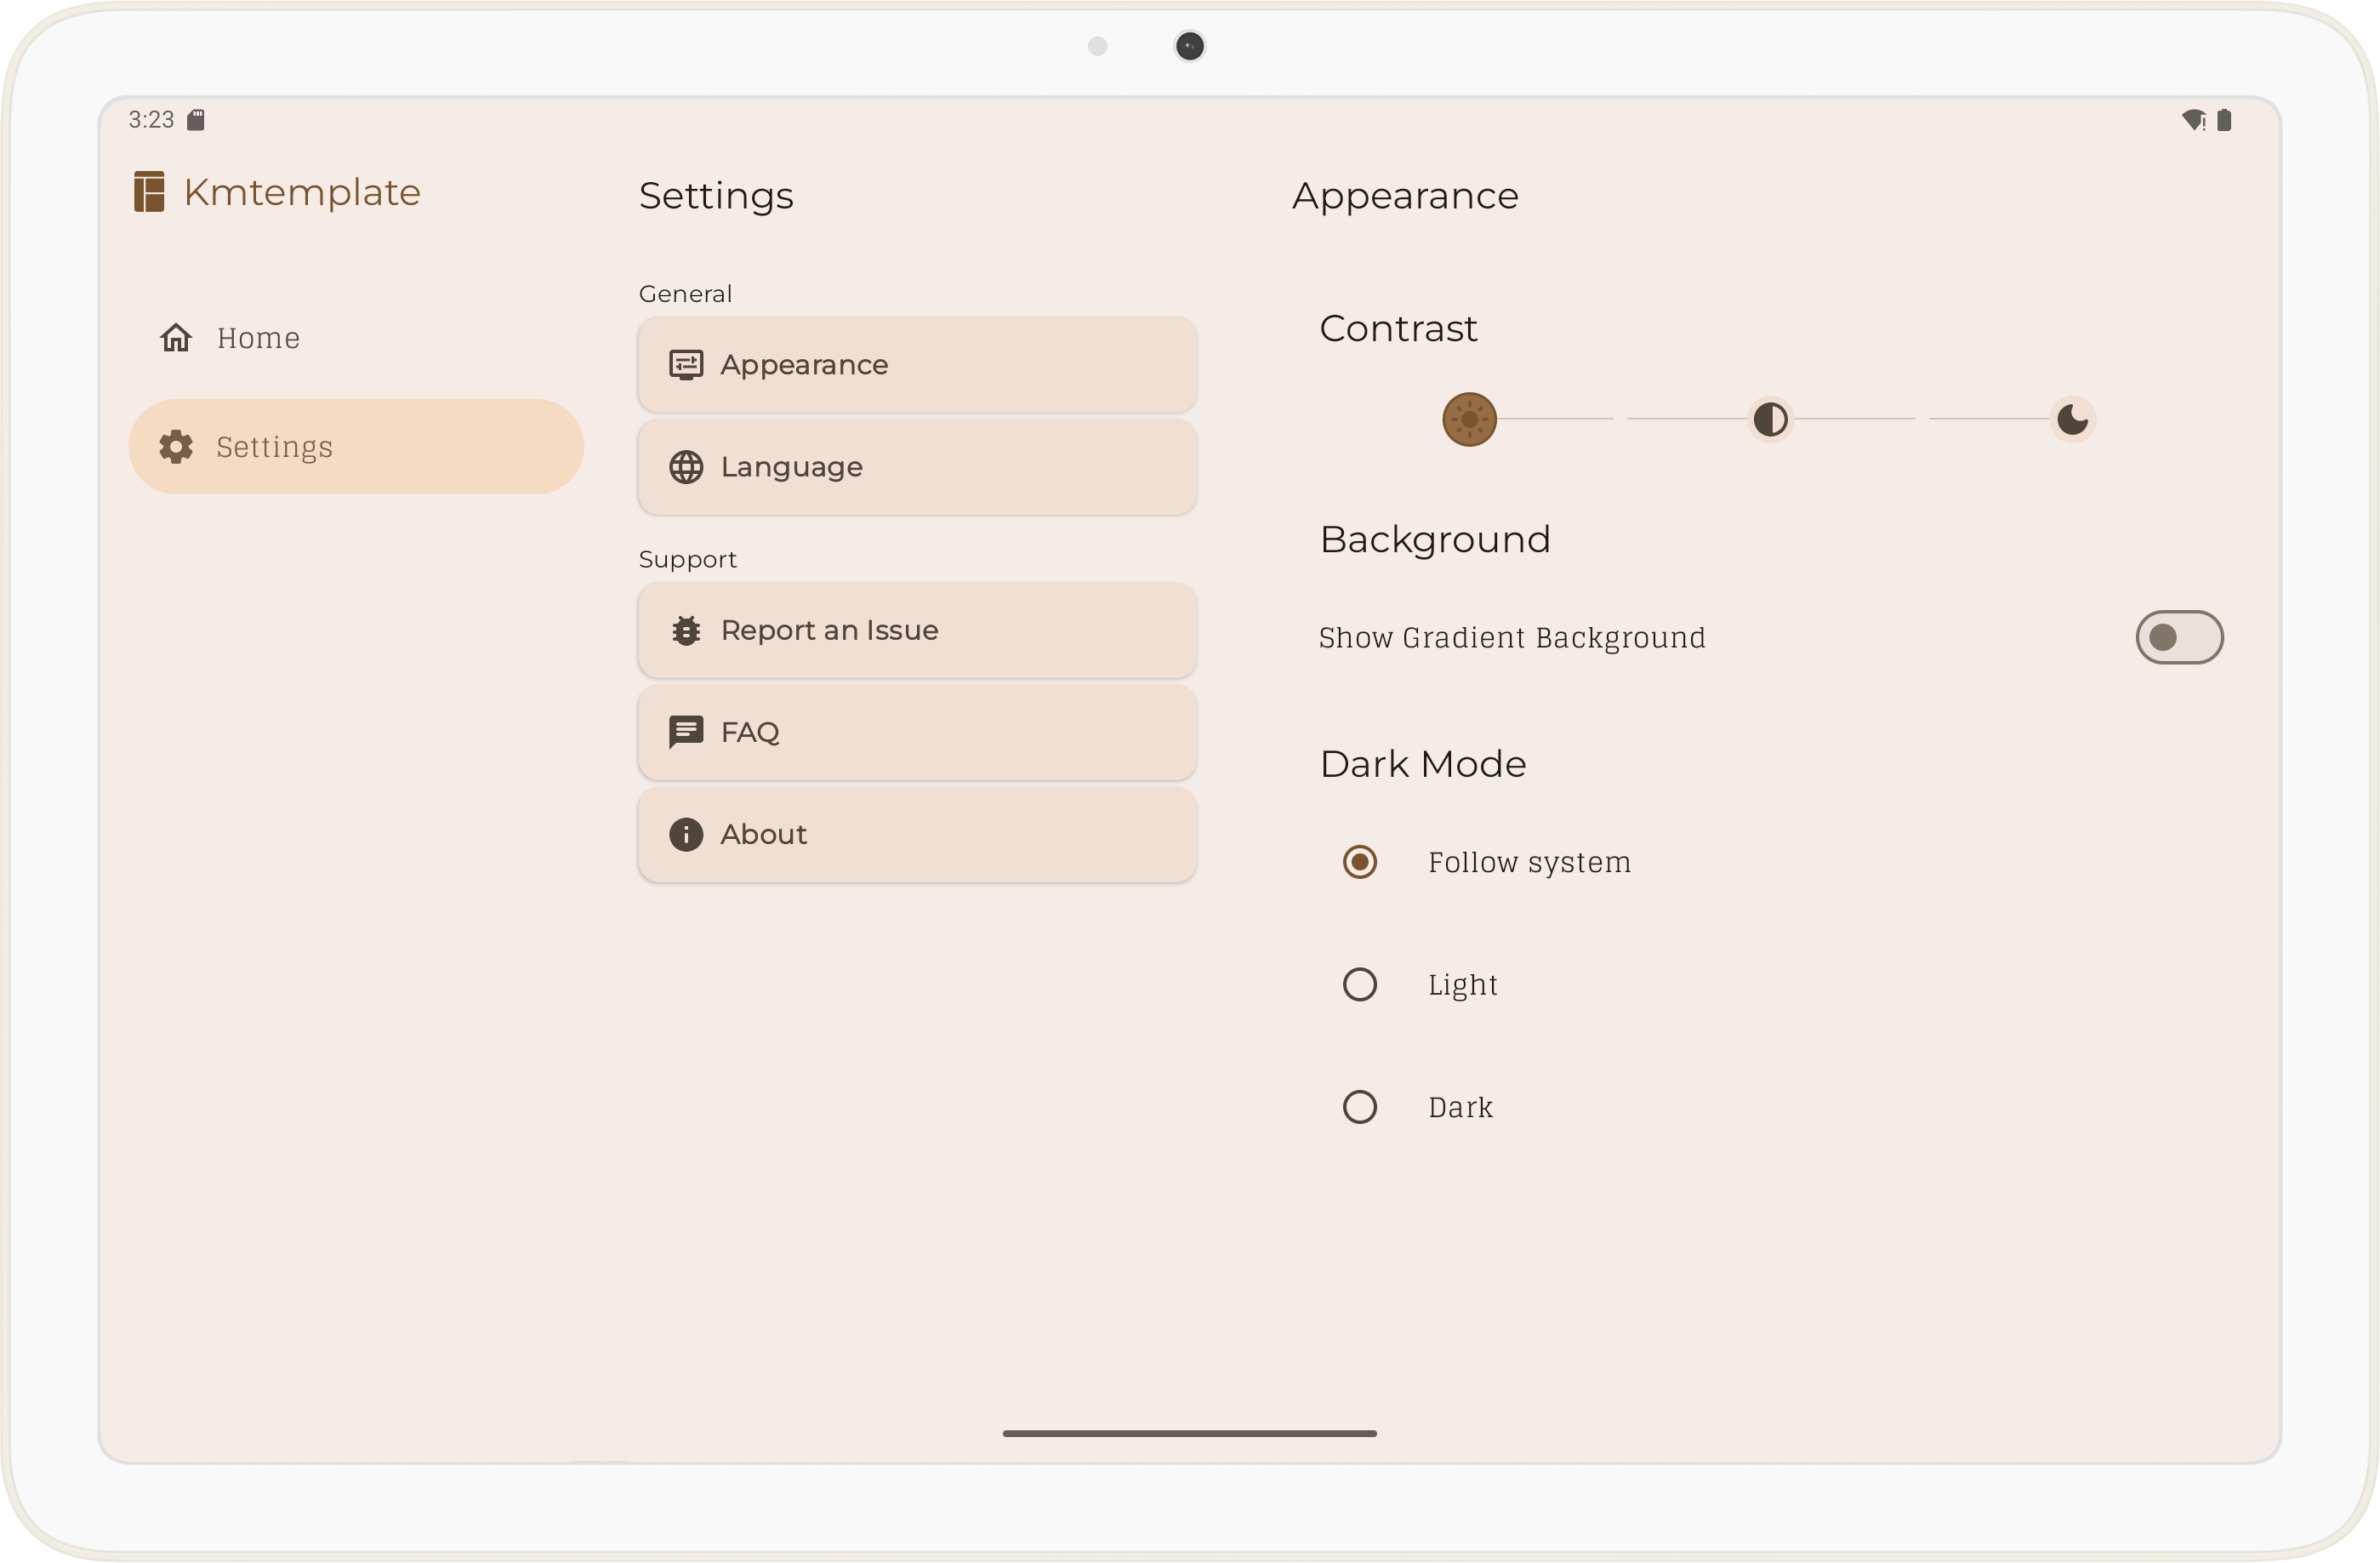 3:23
Kmtemplate
Home
Settings
Settings
General
Appearance
Language
Support
Report an Issue
FAQ
About
Appearance
Contrast
Background
Show Gradient Background
Dark Mode
Follow system
Light
Dark